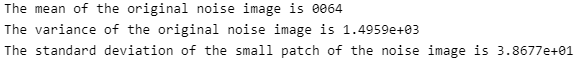 The mean of the original noise image is 0064
The variance of the original noise image is 1.4959e+03
The standard deviation of the small patch of the noise image is 3.8677e+01